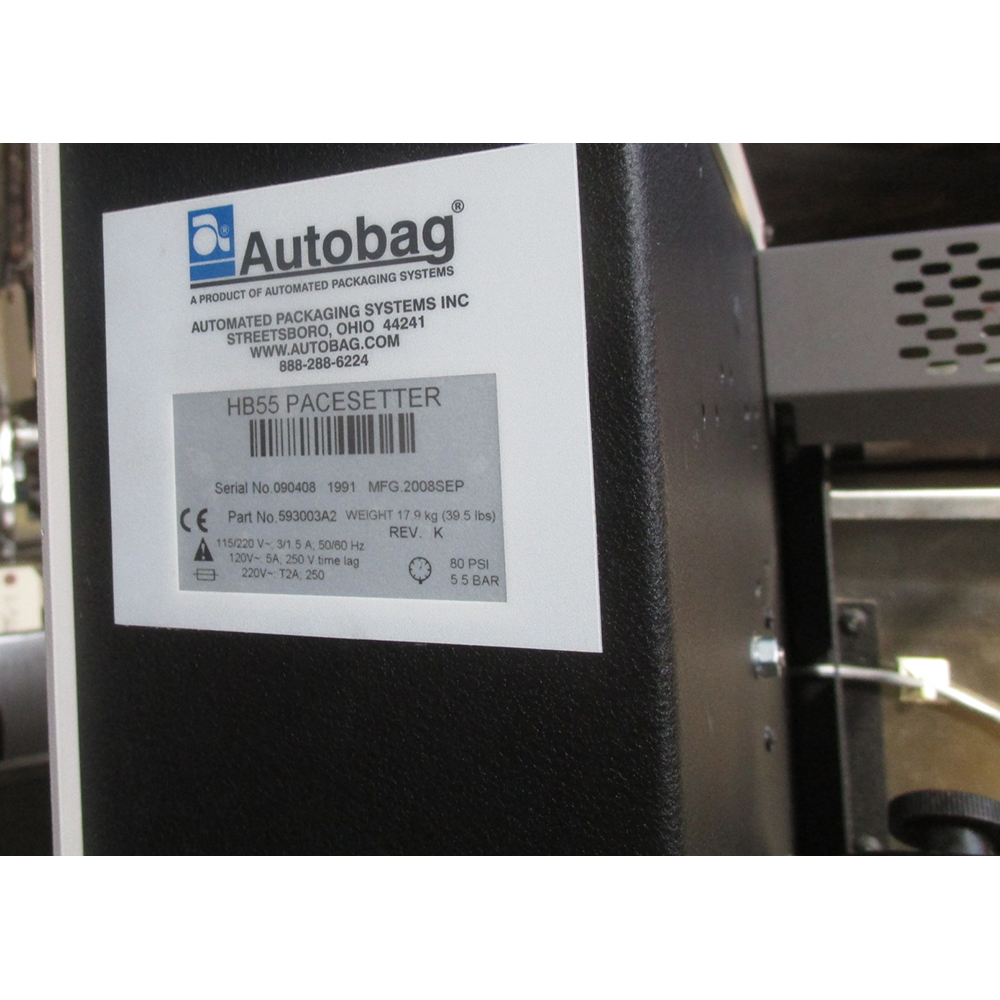 a®
Autobag®
A PRODUCT OF AUTOMATED PACKAGING SYSTEMS
AUTOMATED PACKAGING SYSTEMS INC
STREETSBORO, OHIO 44241
WWW.AUTOBAG.COM
888-288-6224
HB55 PACESETTER
Serial No.090408 1991 MFG.2008SEP
CE Part No.593003A2 WEIGHT 17.9 kg (39.5 lbs)
REV. K
115/220 V~, 3/1.5 A, 50/60 Hz
120V~: 5A, 250 V time lag
220V~: T2A, 250
80 PSI
5.5 BAR